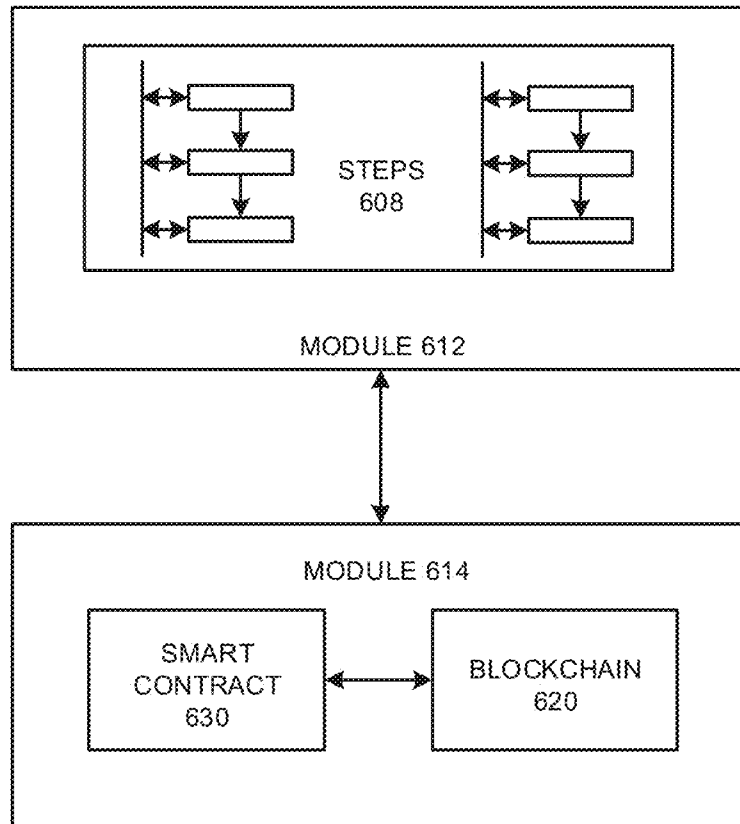 STEPS
608
MODULE 612
MODULE 614
SMART
CONTRACT
630
BLOCKCHAIN
620